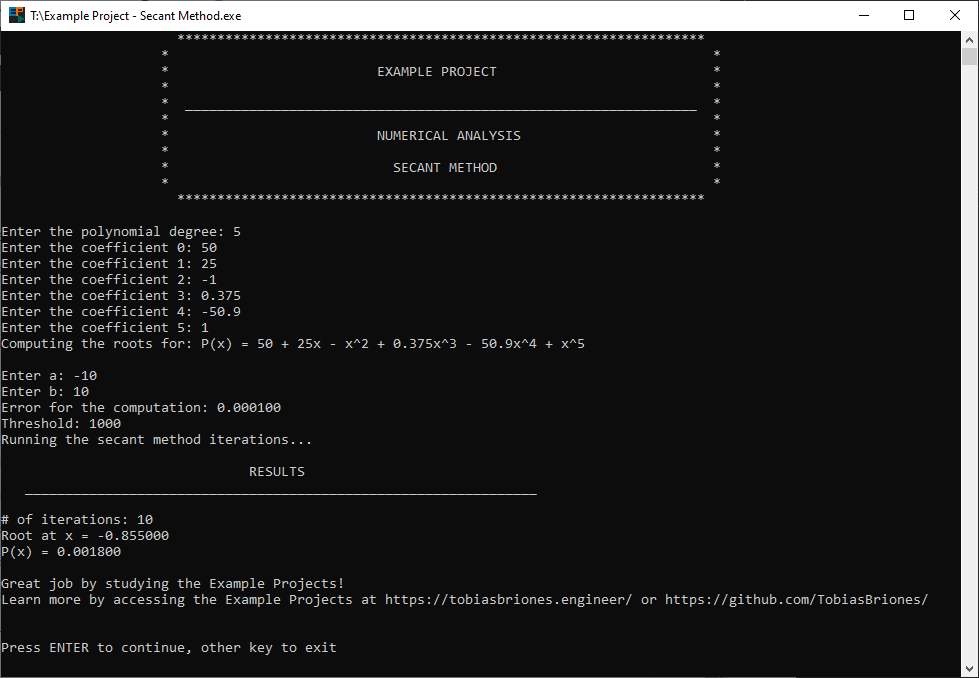 T:\Example Project - Secant Method.exe
******************************************************************
* *
* EXAMPLE PROJECT *
* *
* ________________________________________________________________ *
* *
* NUMERICAL ANALYSIS *
* *
* SECANT METHOD *
* *
******************************************************************
Enter the polynomial degree: 5
Enter the coefficient 0: 50
Enter the coefficient 1: 25
Enter the coefficient 2: -1
Enter the coefficient 3: 0.375
Enter the coefficient 4: -50.9
Enter the coefficient 5: 1
Computing the roots for: P(x) = 50 + 25x - x^2 + 0.375x^3 - 50.9x^4 + x^5
Enter a: -10
Enter b: 10
Error for the computation: 0.000100
Threshold: 1000
Running the secant method iterations...
RESULTS
________________________________________________________________
# of iterations: 10
Root at x = -0.855000
P(x) = 0.001800
Great job by studying the Example Projects!
Learn more by accessing the Example Projects at https://tobiasbriones.engineer/ or https://github.com/TobiasBriones/
Press ENTER to continue, other key to exit